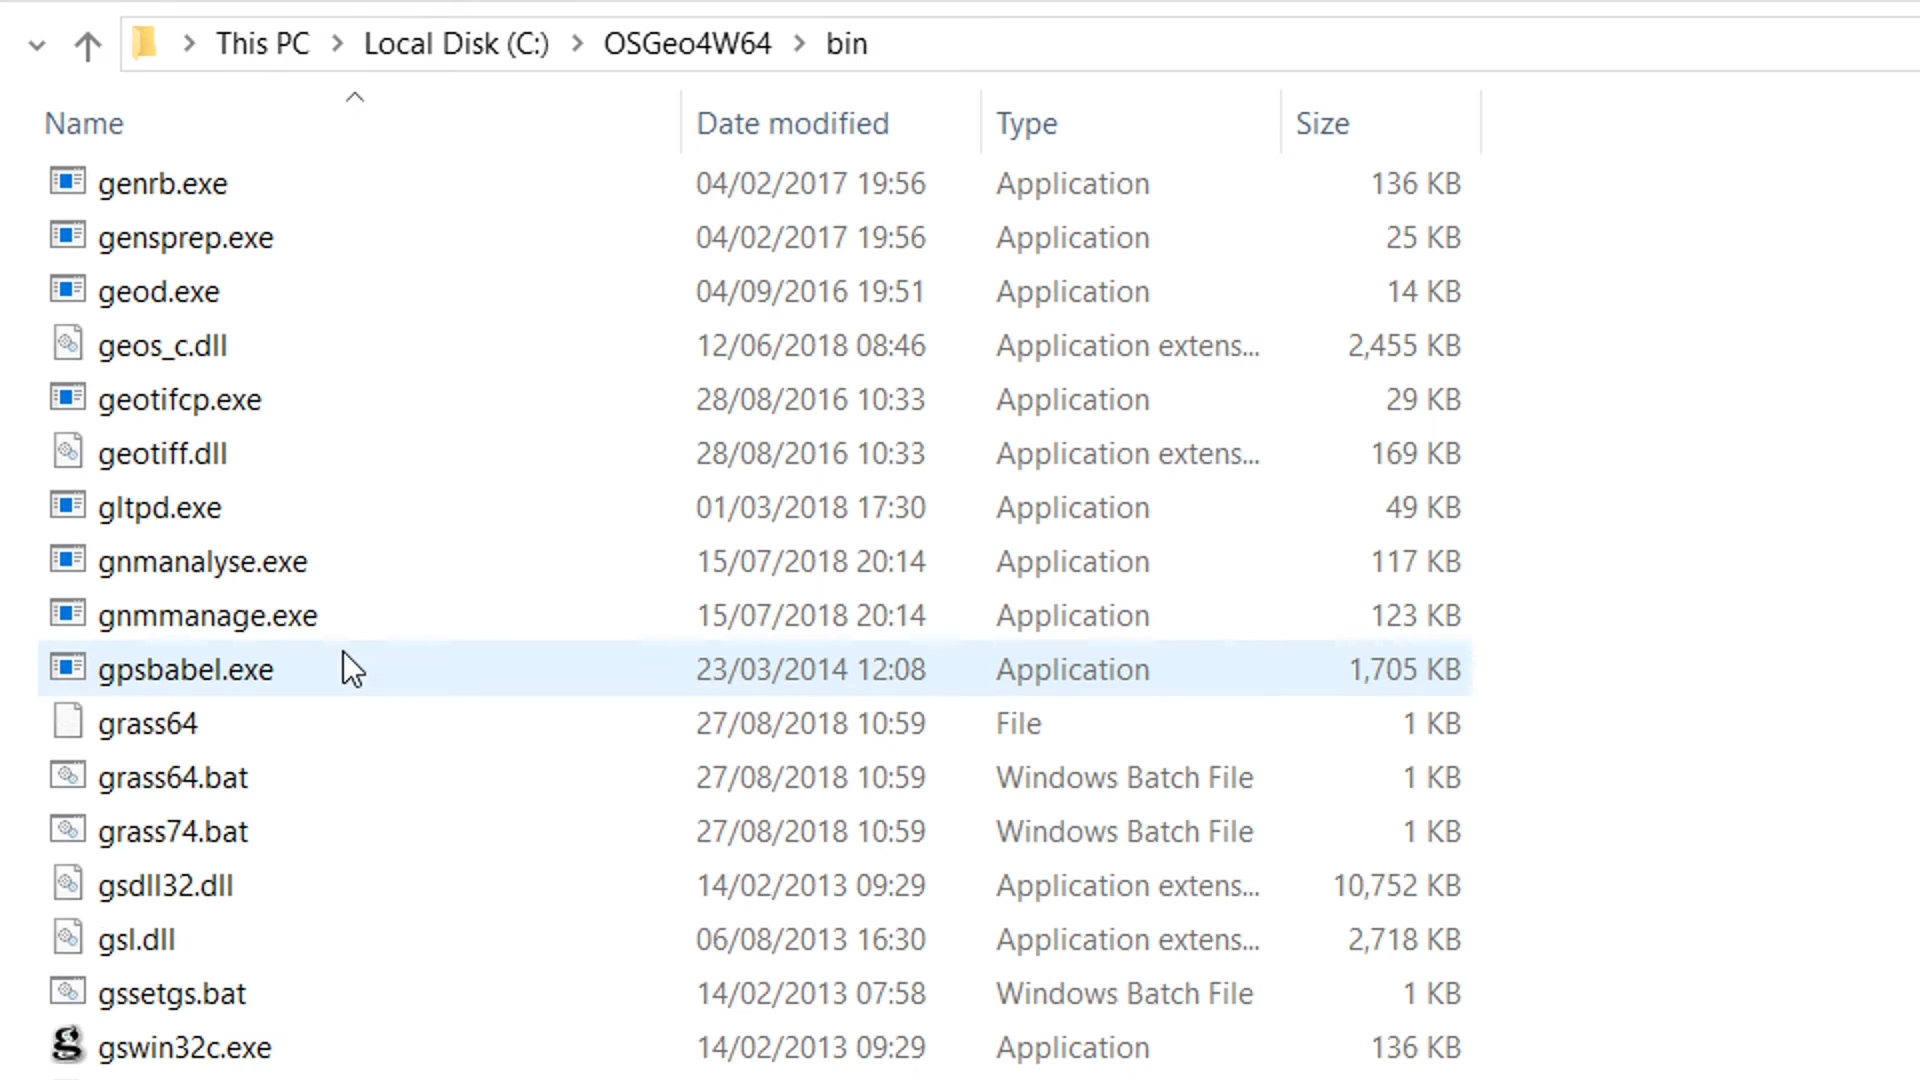 This PC > Local Disk (C:) > OSGeo4W64 > bin
Name Date modified Type Size
genrb.exe 04/02/2017 19:56 Application 136 KB
gensprep.exe 04/02/2017 19:56 Application 25 KB
geod.exe 04/09/2016 19:51 Application 14 KB
geos_c.dll 12/06/2018 08:46 Application extens... 2,455 KB
geotifcp.exe 28/08/2016 10:33 Application 29 KB
geotiff.dll 28/08/2016 10:33 Application extens... 169 KB
gltpd.exe 01/03/2018 17:30 Application 49 KB
gnmanalyse.exe 15/07/2018 20:14 Application 117 KB
gnmmanage.exe 15/07/2018 20:14 Application 123 KB
gpsbabel.exe 23/03/2014 12:08 Application 1,705 KB
grass64 27/08/2018 10:59 File 1 KB
grass64.bat 27/08/2018 10:59 Windows Batch File 1 KB
grass74.bat 27/08/2018 10:59 Windows Batch File 1 KB
gsdll32.dll 14/02/2013 09:29 Application extens... 10,752 KB
gsl.dll 06/08/2013 16:30 Application extens... 2,718 KB
gssetgs.bat 14/02/2013 07:58 Windows Batch File 1 KB
gswin32c.exe 14/02/2013 09:29 Application 136 KB